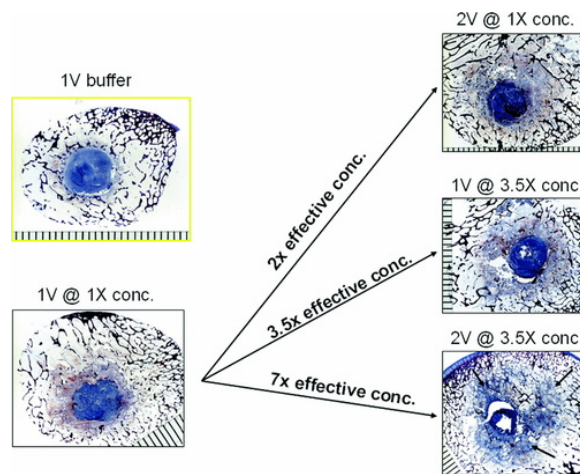 2V @ 1X conc.
1V buffer
2x effective conc.
1V @ 3.5X conc.
3.5x effective conc.
1V @ 1X conc.
2V @ 3.5X conc.
7x effective conc.